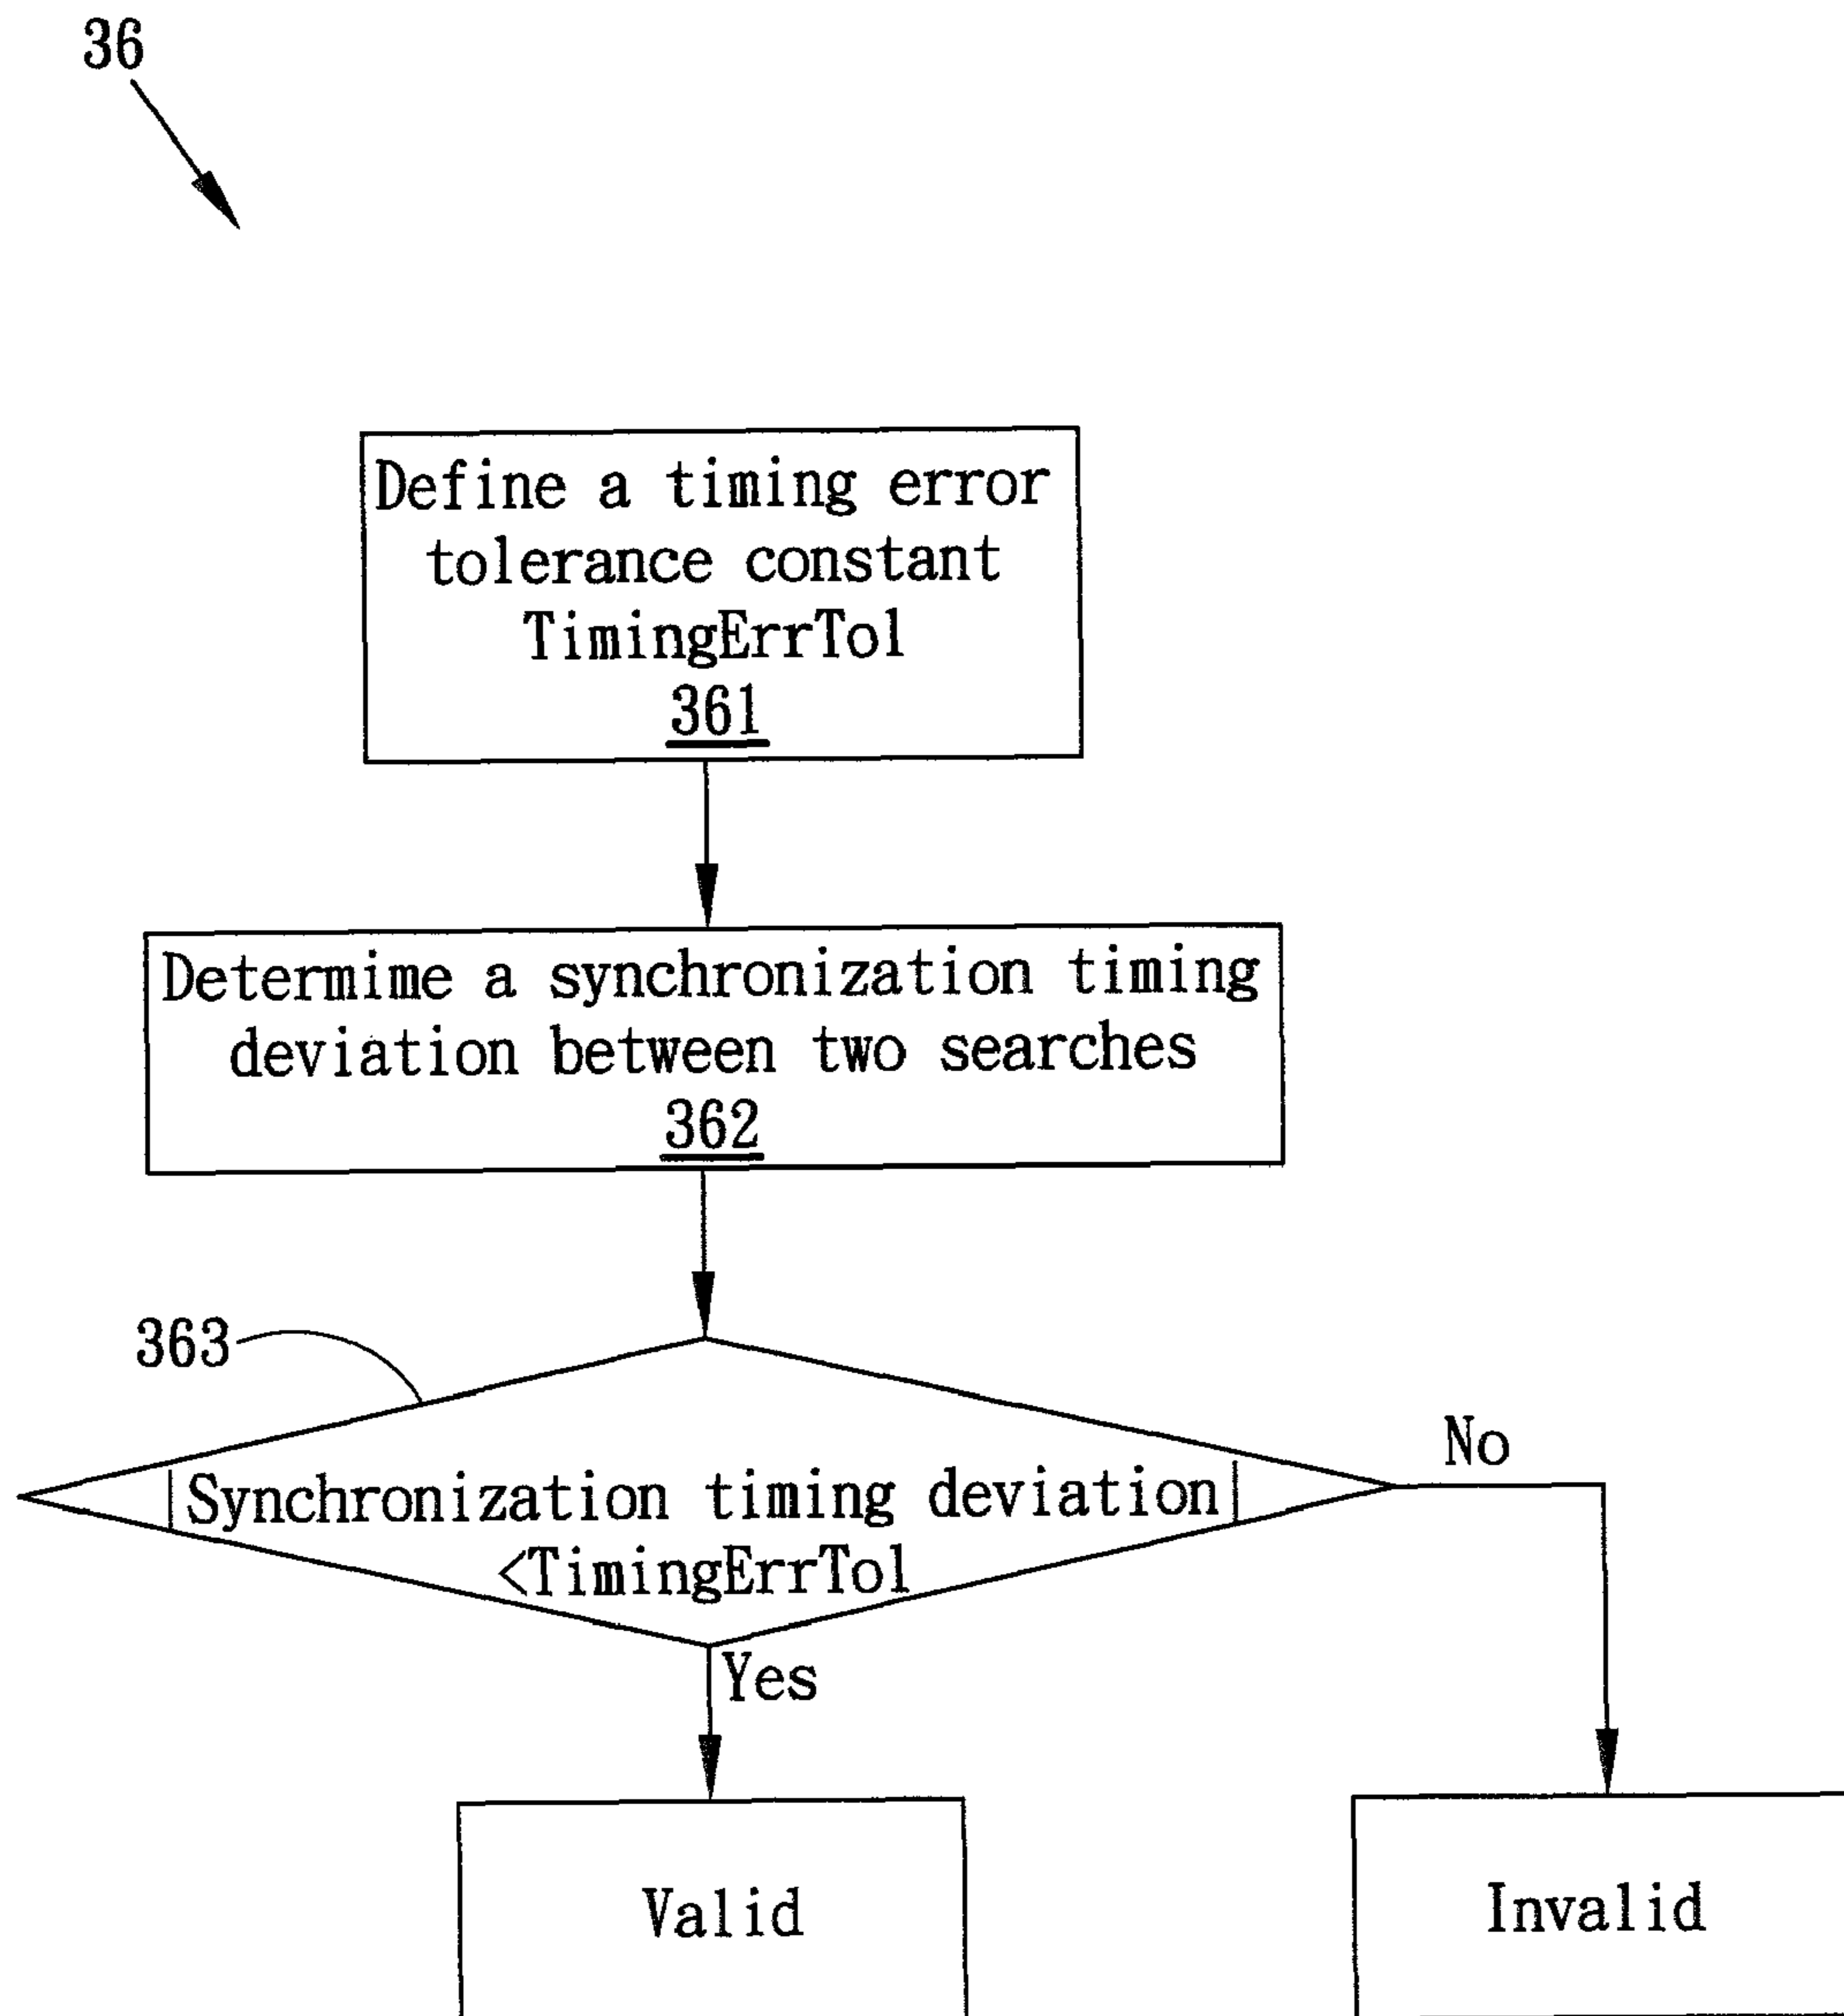 36
Define a timing error
tolerance constant
TimingErrTol
361
Determime a synchronization timing
deviation between two searches
362
363
|Synchronization timing deviation|
<TimingErrTol
No
Yes
Valid
Invalid